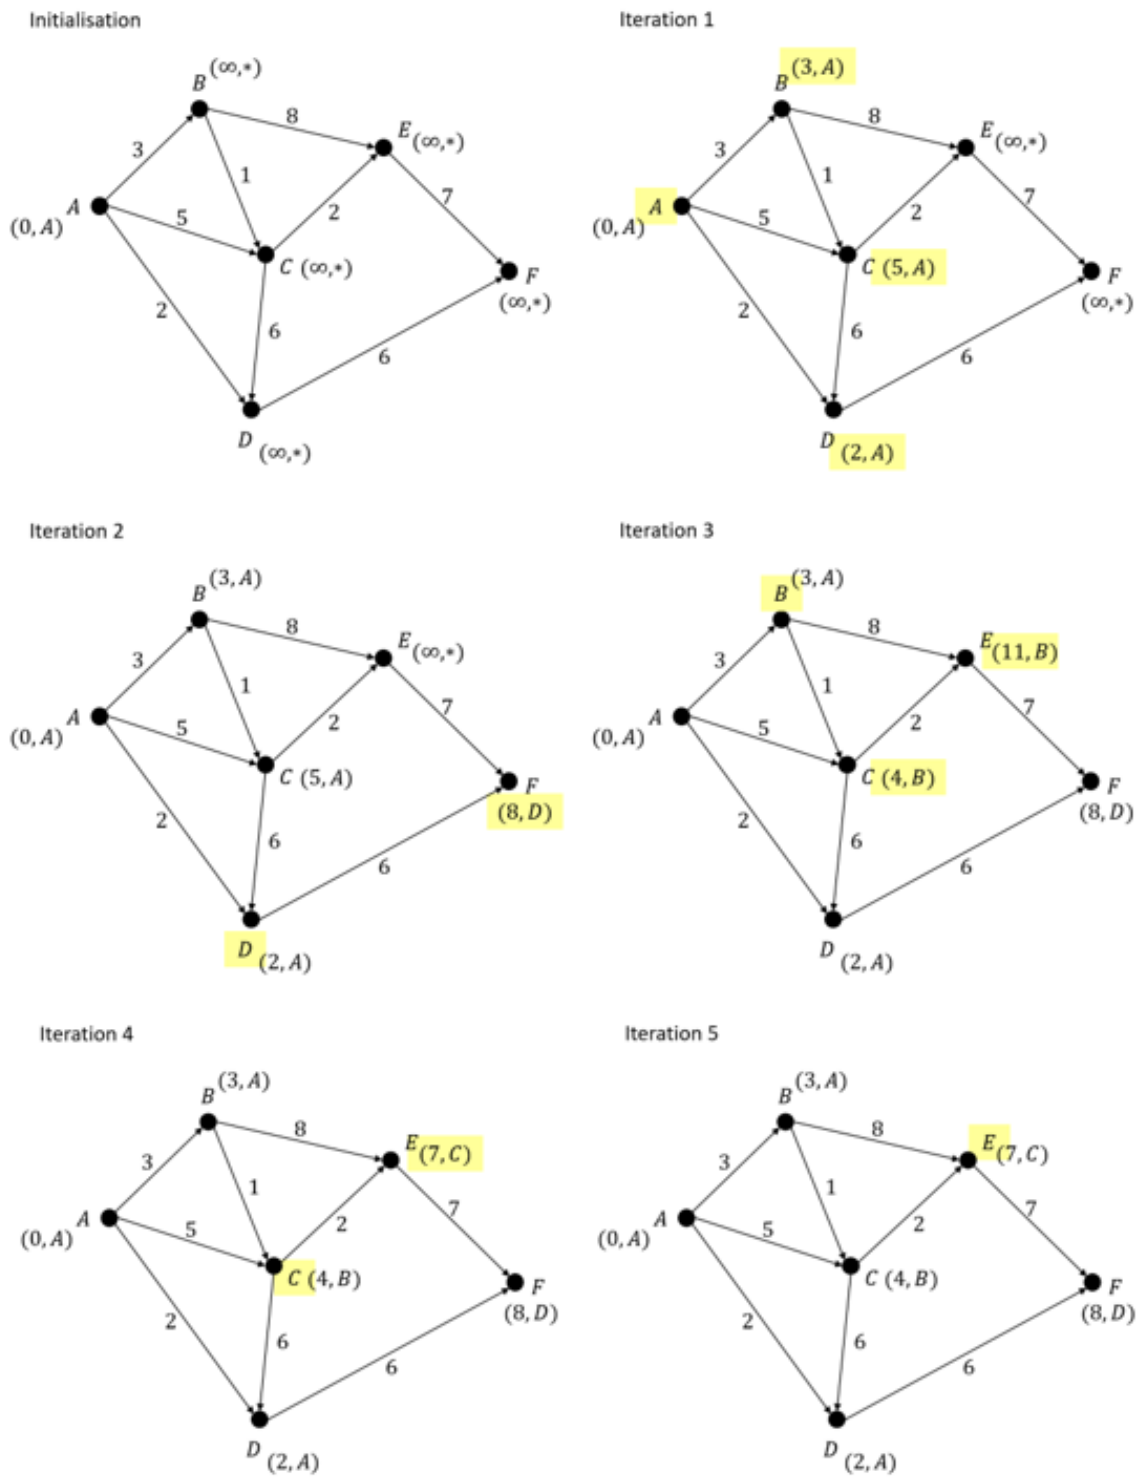 Initialisation
B (∞,*)
8
E (∞,*)
3
1
7
A
5
2
(0, A)
C (∞,*)
F
(∞,*)
2
6
6
D (∞,*)
Iteration 1
(3, A)
B
8
E (∞,*)
3
1
7
A
5
2
(0, A)
C (5, A)
F
(∞,*)
2
6
6
D (2, A)
Iteration 2
B (3, A)
8
E (∞,*)
3
1
7
A
5
2
(0, A)
C (5, A)
F
(8, D)
2
6
6
D (2, A)
Iteration 3
B (3, A)
8
E (11, B)
3
1
7
A
5
2
(0, A)
C (4, B)
F
(8, D)
2
6
6
D (2, A)
Iteration 4
B (3, A)
8
E (7, C)
3
1
7
A
5
2
(0, A)
C (4, B)
F
(8, D)
2
6
6
D (2, A)
Iteration 5
B (3, A)
8
E (7, C)
3
1
7
A
5
2
(0, A)
C (4, B)
F
(8, D)
2
6
6
D (2, A)